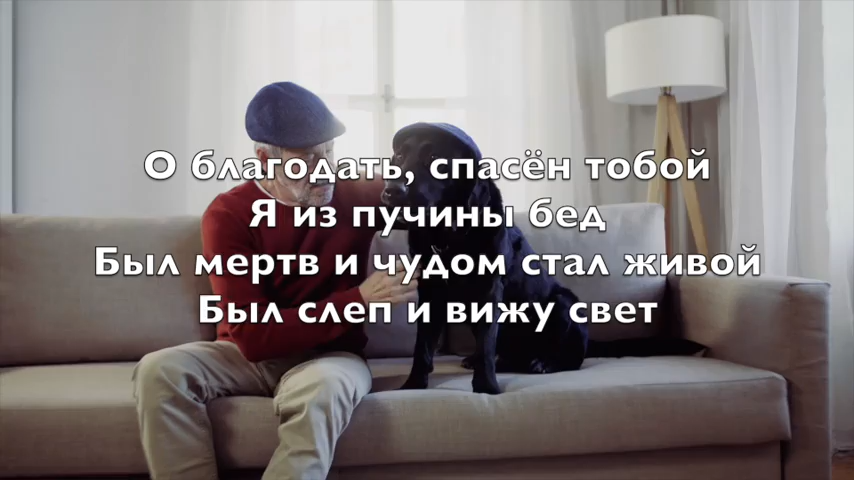 О благодать, спасён тобой
Я из пучины бед
Был мертв и чудом стал живой
Был слеп и вижу свет